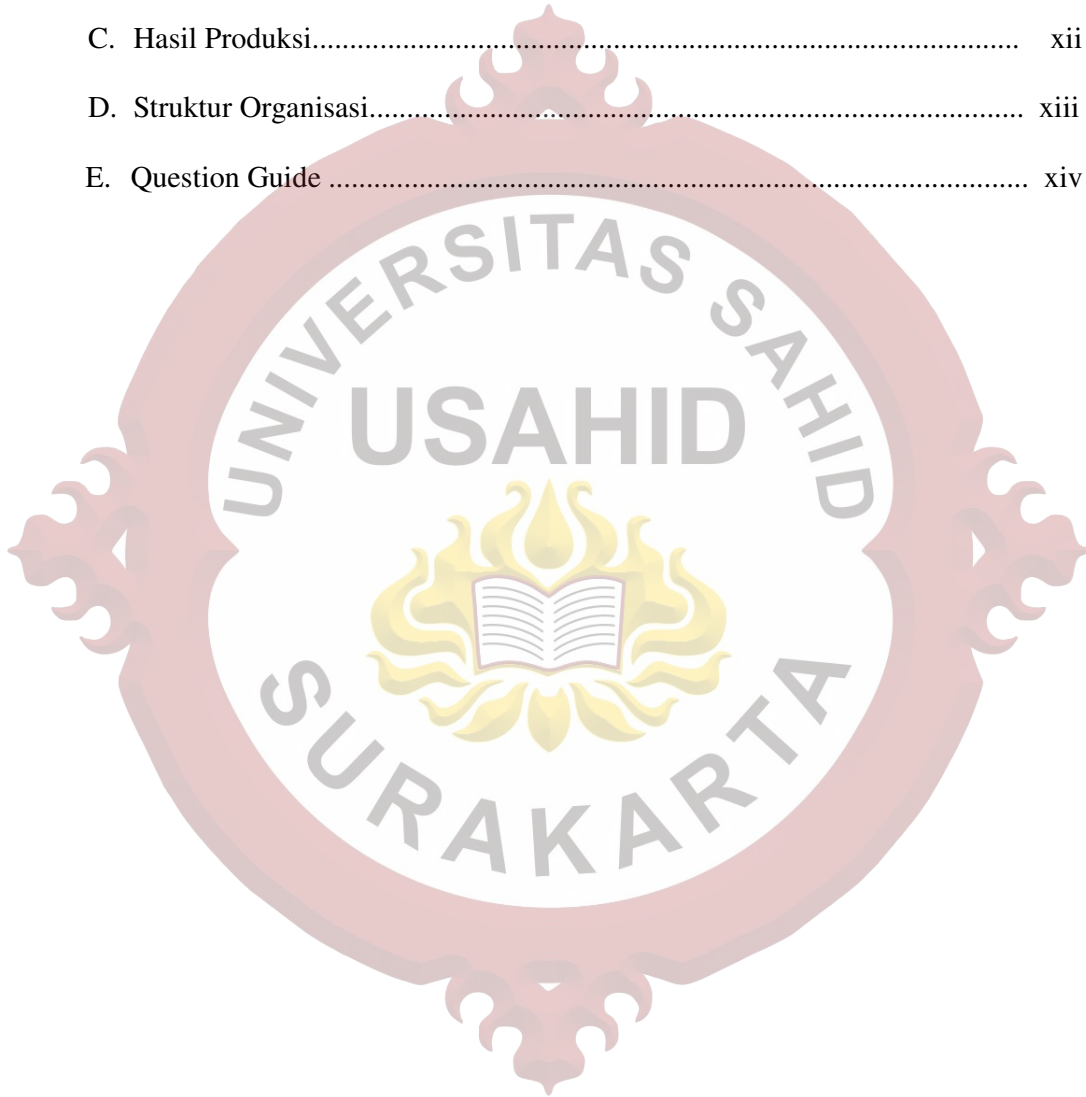 C. Hasil Produksi.............................................................................................. xii
D. Struktur Organisasi....................................................................................... xiii
E. Question Guide ............................................................................................. xiv
UNIVERSITAS SAHID
USAHID
SURAKARTA